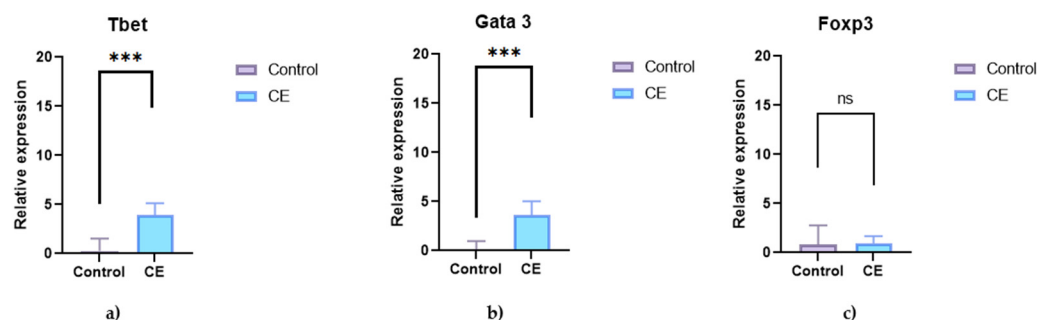 Tbet
Relative expression
20
15
10
5
0
***
Control
CE
Control
CE
a)
Gata 3
Relative expression
20
15
10
5
0
***
Control
CE
Control
CE
b)
Foxp3
Relative expression
20
15
10
5
0
ns
Control
CE
Control
CE
c)